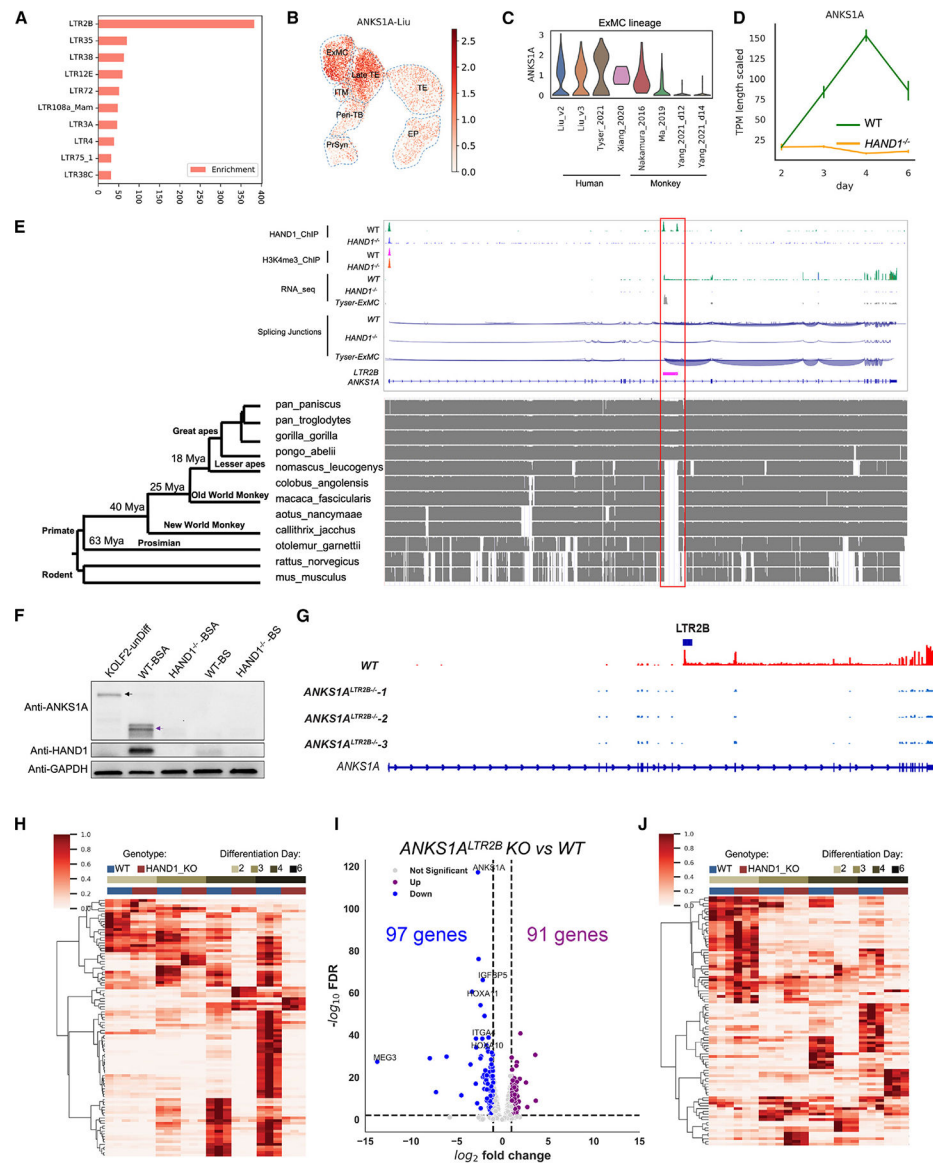 A
LTR2B
LTR35
LTR38
LTR12E
LTR72
LTR108a_Mam
LTR3A
LTR4
LTR75_1
LTR38C
Enrichment
0
50
100
150
200
250
300
350
400
B
ANKS1A-Liu
ExMC
Late TE
ITM
TE
Peri-TB
EP
PrSyn
2.5
2.0
1.5
1.0
0.5
0.0
C
ExMC lineage
ANKS1A
3
2
1
0
Liu_v2
Liu_v3
Tyser_2021
Xiang_2020
Nakamura_2016
Ma_2019
Yang_2021_d12
Yang_2021_d14
Human
Monkey
D
ANKS1A
TPM length scaled
150
125
100
75
50
25
WT
HAND1-/-
2
3
4
6
day
E
HAND1_ChIP
WT
HAND1-/-
H3K4me3_ChIP
WT
HAND1-/-
RNA_seq
WT
HAND1-/-
Tyser-ExMC
Splicing Junctions
WT
HAND1-/-
Tyser-ExMC
LTR2B
ANKS1A
pan_paniscus
pan_troglodytes
gorilla_gorilla
pongo_abelii
nomascus_leucogenys
colobus_angolensis
macaca_fascicularis
aotus_nancymaae
callithrix_jacchus
otolemur_garnettii
rattus_norvegicus
mus_musculus
Great apes
18 Mya
Lesser apes
25 Mya
Old World Monkey
40 Mya
New World Monkey
Primate
63 Mya
Prosimian
Rodent
F
KOLF2-unDiff
WT-BSA
HAND1-/- -BSA
WT-BS
HAND1-/- -BS
Anti-ANKS1A
Anti-HAND1
Anti-GAPDH
G
LTR2B
WT
ANKS1A^LTR2B-/- -1
ANKS1A^LTR2B-/- -2
ANKS1A^LTR2B-/- -3
ANKS1A
H
1.0
0.8
0.6
0.4
0.2
0.0
Genotype:
WT HAND1_KO
Differentiation Day:
2 3 4 6
I
ANKS1A^LTR2B KO vs WT
Not Significant
Up
Down
97 genes
91 genes
ANKS1A
IGFBP5
HOXA11
ITGA4
HOXA10
MEG3
-log10 FDR
120
100
80
60
40
20
0
−15
−10
−5
0
5
10
15
log2 fold change
J
1.0
0.8
0.6
0.4
0.2
0.0
Genotype:
WT HAND1_KO
Differentiation Day:
2 3 4 6